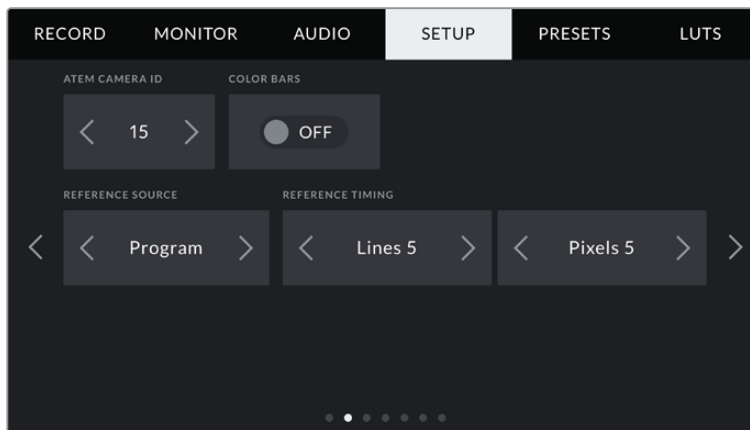 RECORD MONITOR AUDIO SETUP PRESETS LUTS
ATEM CAMERA ID COLOR BARS
15 OFF
REFERENCE SOURCE REFERENCE TIMING
Program Lines 5 Pixels 5